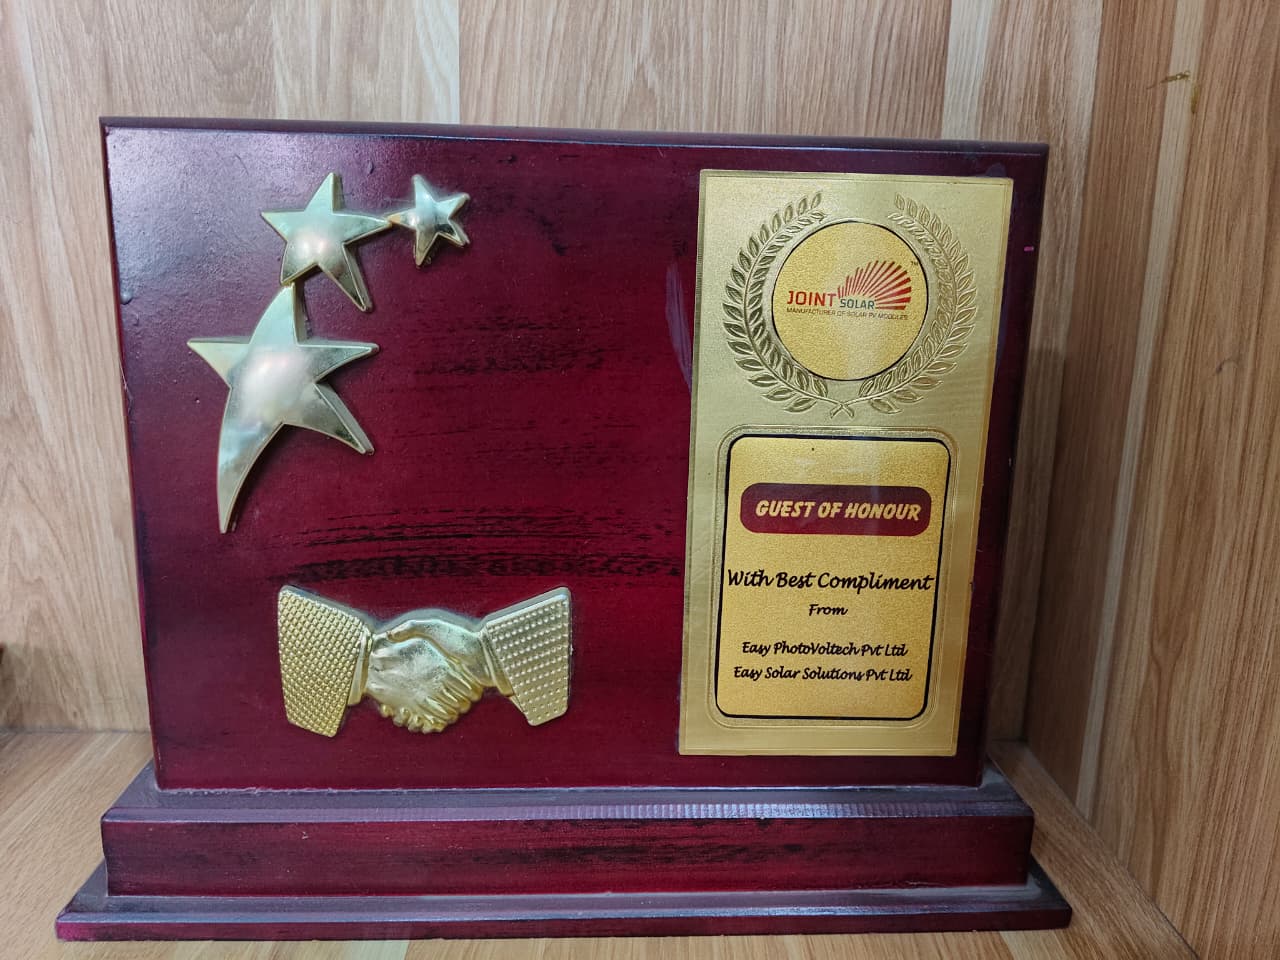 JOINT SOLAR
MANUFACTURER OF SOLAR PV MODULES
GUEST OF HONOUR
With Best Compliment
From
Easy PhotoVoltech Pvt Ltd
Easy Solar Solutions Pvt Ltd